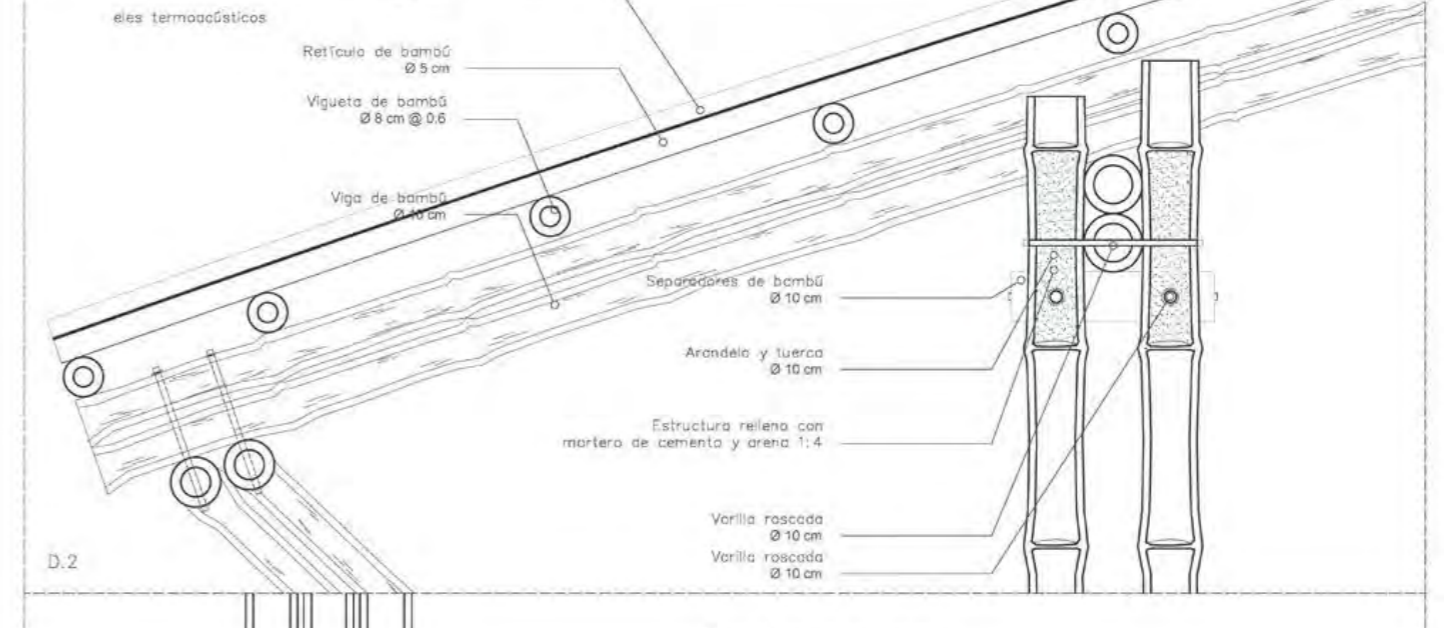 eles termoacústicos
Retícula de bambú
Ø 5 cm
Vigueta de bambú
Ø 8 cm @ 0.6
Viga de bambú
Ø 10 cm
Separadores de bambú
Ø 10 cm
Arandela y tuerca
Ø 10 cm
Estructura rellena con
mortero de cemento y arena 1:4
Varilla roscada
Ø 10 cm
Varilla roscada
Ø 10 cm
D.2